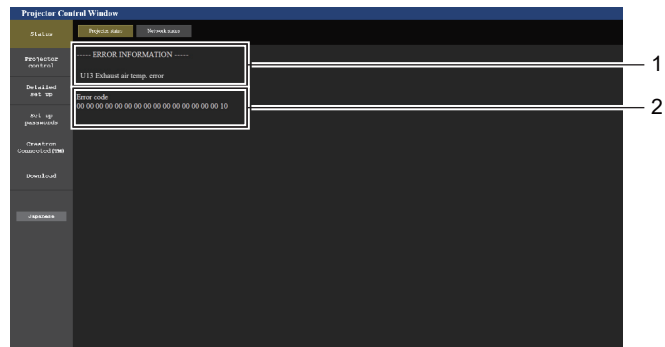 Projector Control Window
Status
Projector status
Network status
Projector control
Detailed set up
Set up passwords
Crestron Connected(TM)
Download
Japanese
----- ERROR INFORMATION -----
U13 Exhaust air temp. error
Error code
00 00 00 00 00 00 00 00 00 00 00 00 00 00 00 10
1
2